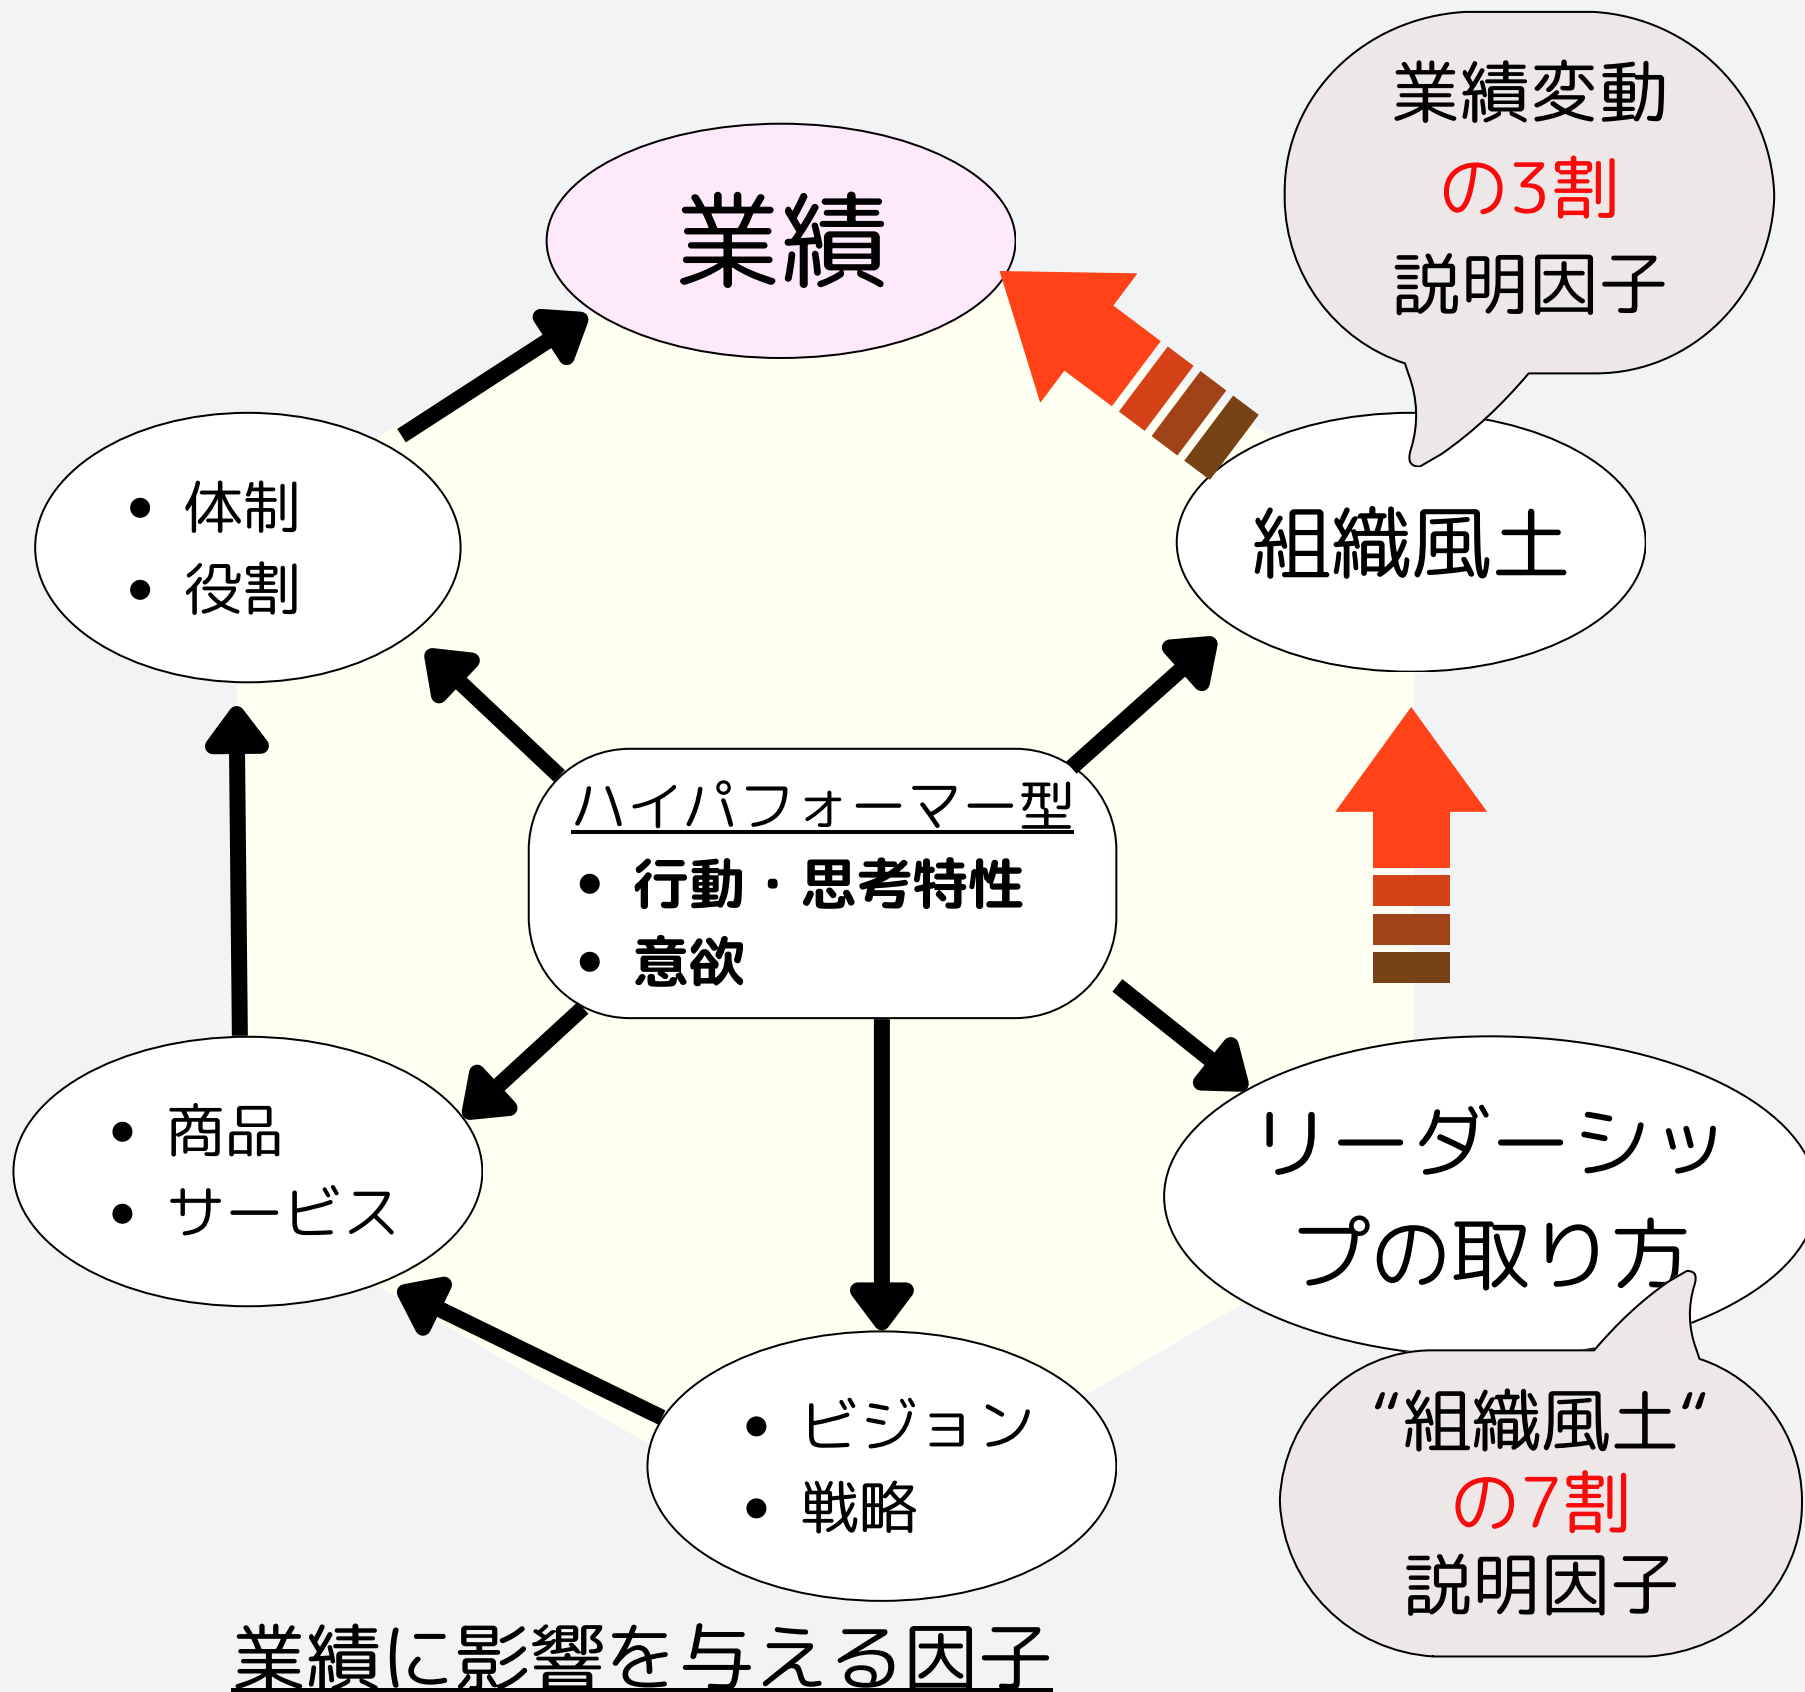 業績変動
の3割
説明因子
業績
組織風土
• 体制
• 役割
ハイパフォーマー型
• 行動・思考特性
• 意欲
• 商品
• サービス
リーダーシッ
プの取り方
• ビジョン
• 戦略
“組織風土“
の7割
説明因子
業績に影響を与える因子